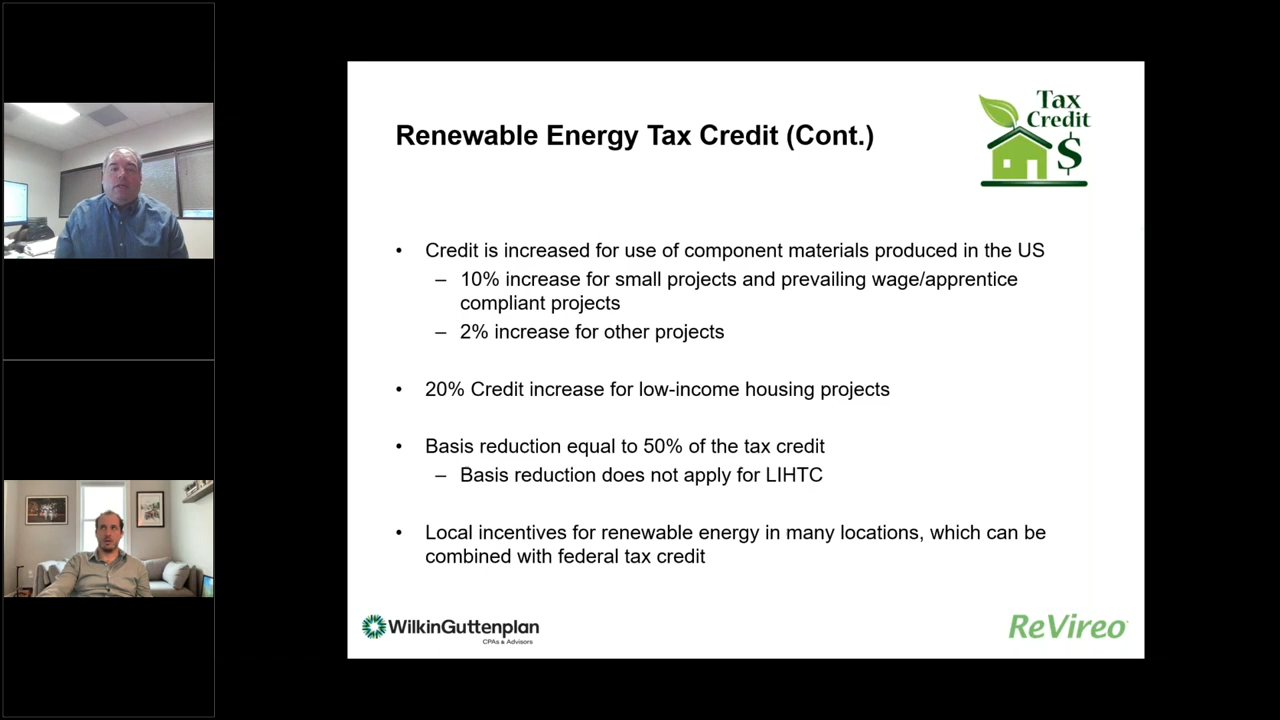 Tax
Credit
$
Renewable Energy Tax Credit (Cont.)
• Credit is increased for use of component materials produced in the US
– 10% increase for small projects and prevailing wage/apprentice
compliant projects
– 2% increase for other projects
• 20% Credit increase for low-income housing projects
• Basis reduction equal to 50% of the tax credit
– Basis reduction does not apply for LIHTC
• Local incentives for renewable energy in many locations, which can be
combined with federal tax credit
WilkinGuttenplan
CPAs & Advisors
ReVireo